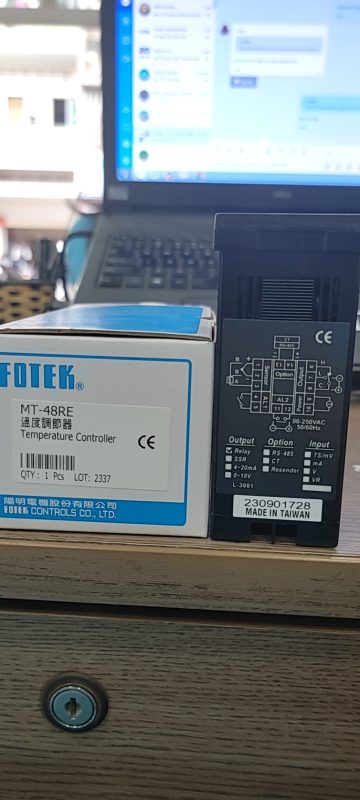 FOTEK®
MT-48RE
溫度調節器
Temperature Controller
CE
QTY: 1 Pcs LOT: 2337
陽明電機股份有限公司
FOTEK CONTROLS CO., LTD.
CE
CT
RS-485
Option
Sensor
Output
AL1
AL2
Power
90-250VAC
50/60Hz
Output Option Input
Relay RS-485 TS/mV
SSR CT mA
4-20mA Resender V
0-10V VR
L-3001
230901728
MADE IN TAIWAN
DELL